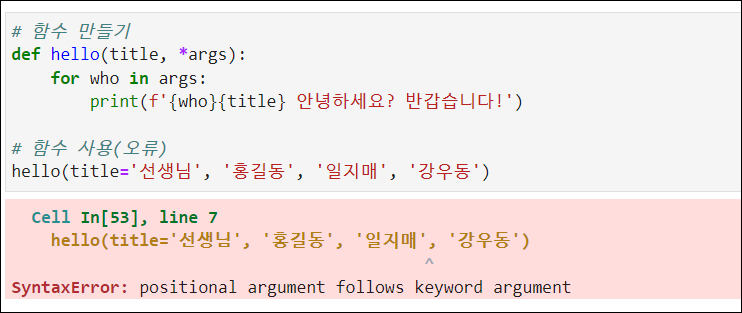 # 함수 만들기
def hello(title, *args):
    for who in args:
        print(f'{who}{title} 안녕하세요? 반갑습니다!')
# 함수 사용(오류)
hello(title='선생님', '홍길동', '일지매', '강우동')
Cell In[53], line 7
    hello(title='선생님', '홍길동', '일지매', '강우동')
^
SyntaxError: positional argument follows keyword argument